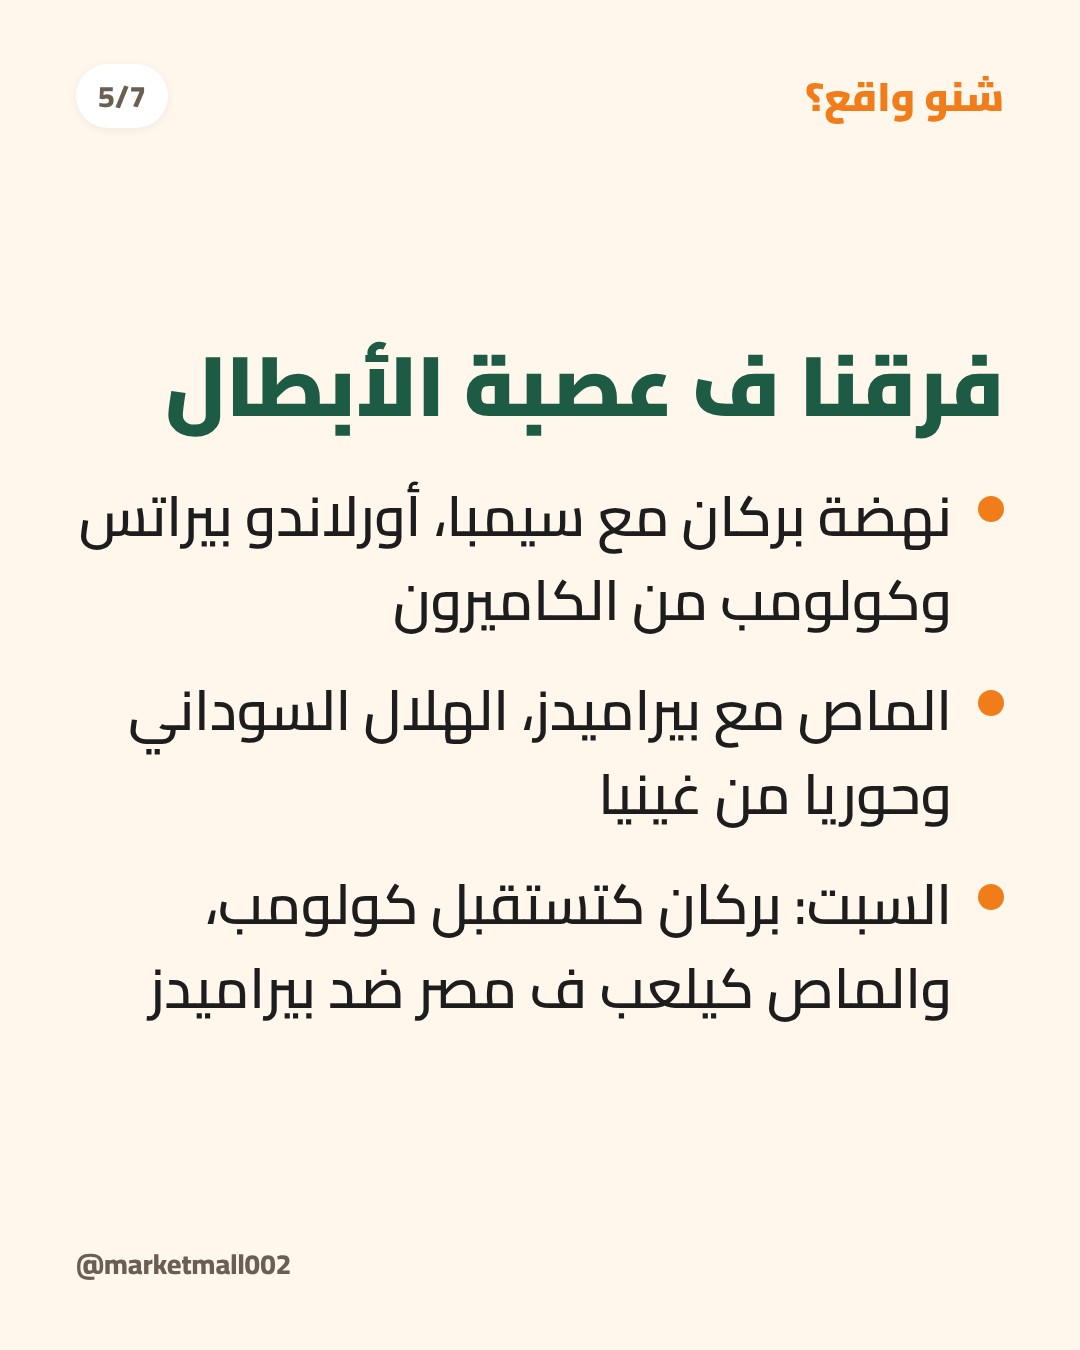 شنو واقع؟
5/7
فرقنا ف عصبة الأبطال
نهضة بركان مع سيمبا، أورلاندو بيراتس
وكولومب من الكاميرون
الماص مع بيراميدز، الهلال السوداني
وحوريا من غينيا
السبت: بركان كتستقبل كولومب،
والماص كيلعب ف مصر ضد بيراميدز
@marketmall002